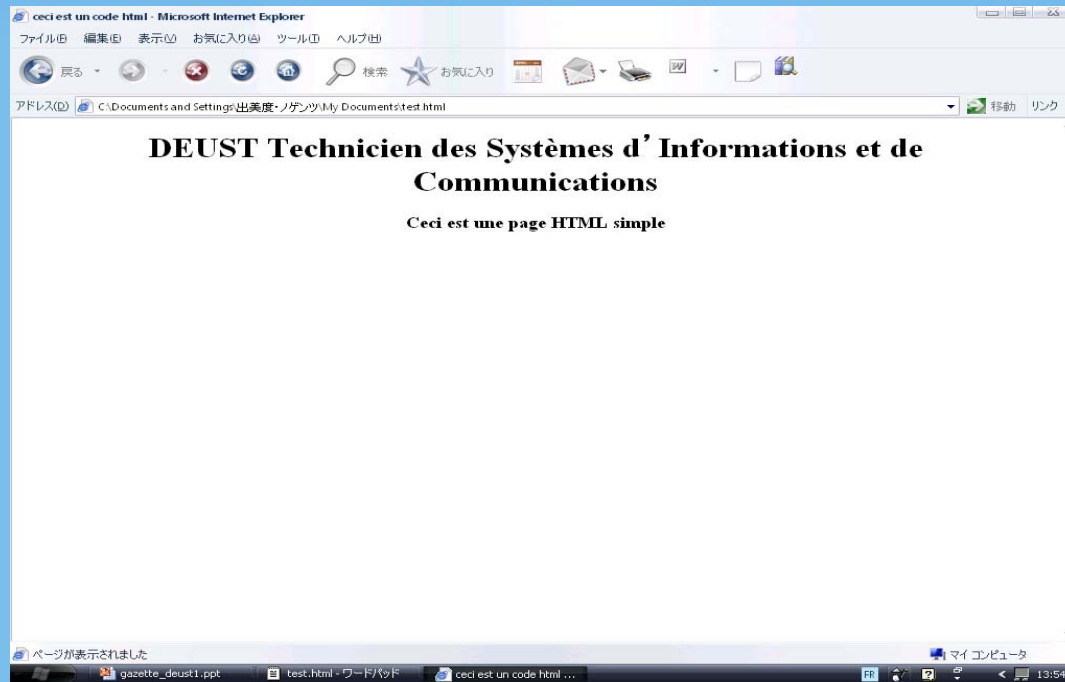 ceci est un code html - Microsoft Internet Explorer
ファイル(F) 編集(E) 表示(V) お気に入り(A) ツール(T) ヘルプ(H)
戻る 検索 お気に入り W
アドレス(D) C:\Documents and Settings\出美度・ノゲンツ\My Documents\test.html 移動 リンク
DEUST Technicien des Systèmes d’Informations et de
Communications
Ceci est une page HTML simple
ページが表示されました マイ コンピュータ
gazette_deust1.ppt test.html - ワードパッド ceci est un code html ... FR 13:54